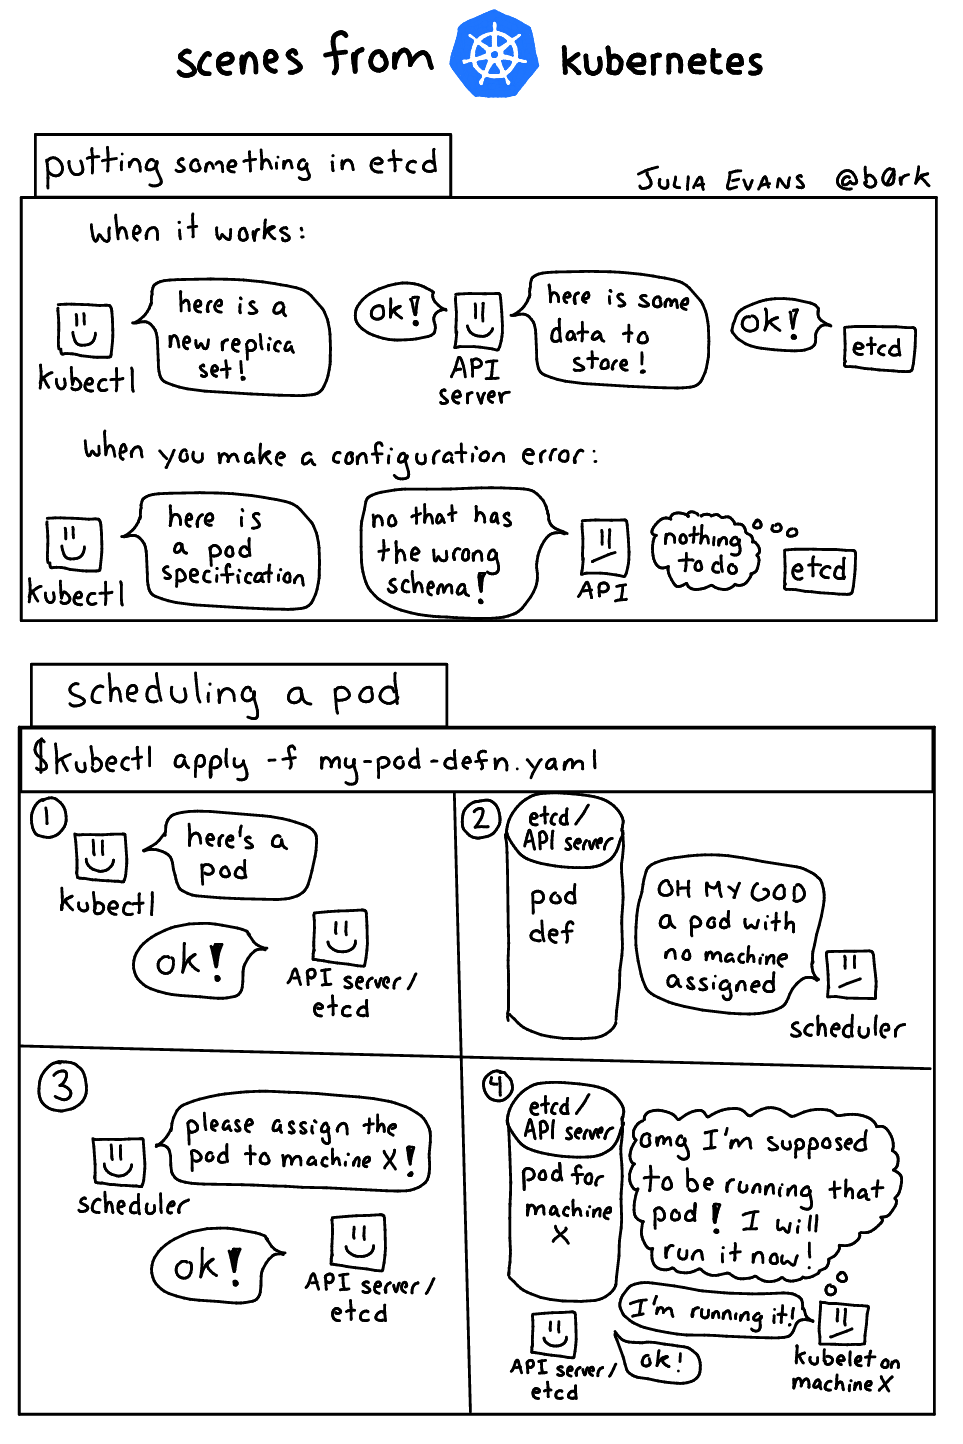 scenes from kubernetes
putting something in etcd
JULIA EVANS @b0rk
when it works:
here is a
new replica
set!
kubectl
ok!
API
server
here is some
data to
store!
ok!
etcd
when you make a configuration error:
here is
a pod
specification
kubectl
no that has
the wrong
schema!
API
nothing
to do
etcd
scheduling a pod
$kubectl apply -f my-pod-defn.yaml
1
here's a
pod
kubectl
ok!
API server/
etcd
2
etcd/
API server
pod
def
OH MY GOD
a pod with
no machine
assigned
scheduler
3
please assign the
pod to machine X!
scheduler
ok!
API server/
etcd
4
etcd/
API server
pod for
machine
X
omg I'm supposed
to be running that
pod! I will
run it now!
I'm running it!
kubelet on
machine X
ok!
API server/
etcd